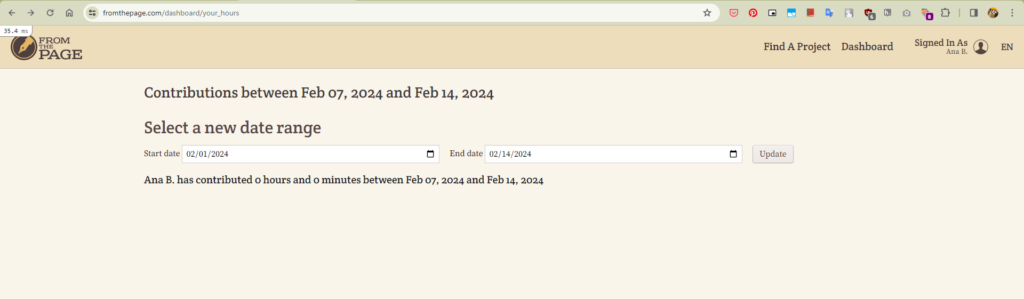 fromthepage.com/dashboard/your_hours
35.4 ms
FROM
THE
PAGE
Find A Project Dashboard Signed In As EN
Ana B.
Contributions between Feb 07, 2024 and Feb 14, 2024
Select a new date range
Start date 02/01/2024 End date 02/14/2024 Update
Ana B. has contributed 0 hours and 0 minutes between Feb 07, 2024 and Feb 14, 2024